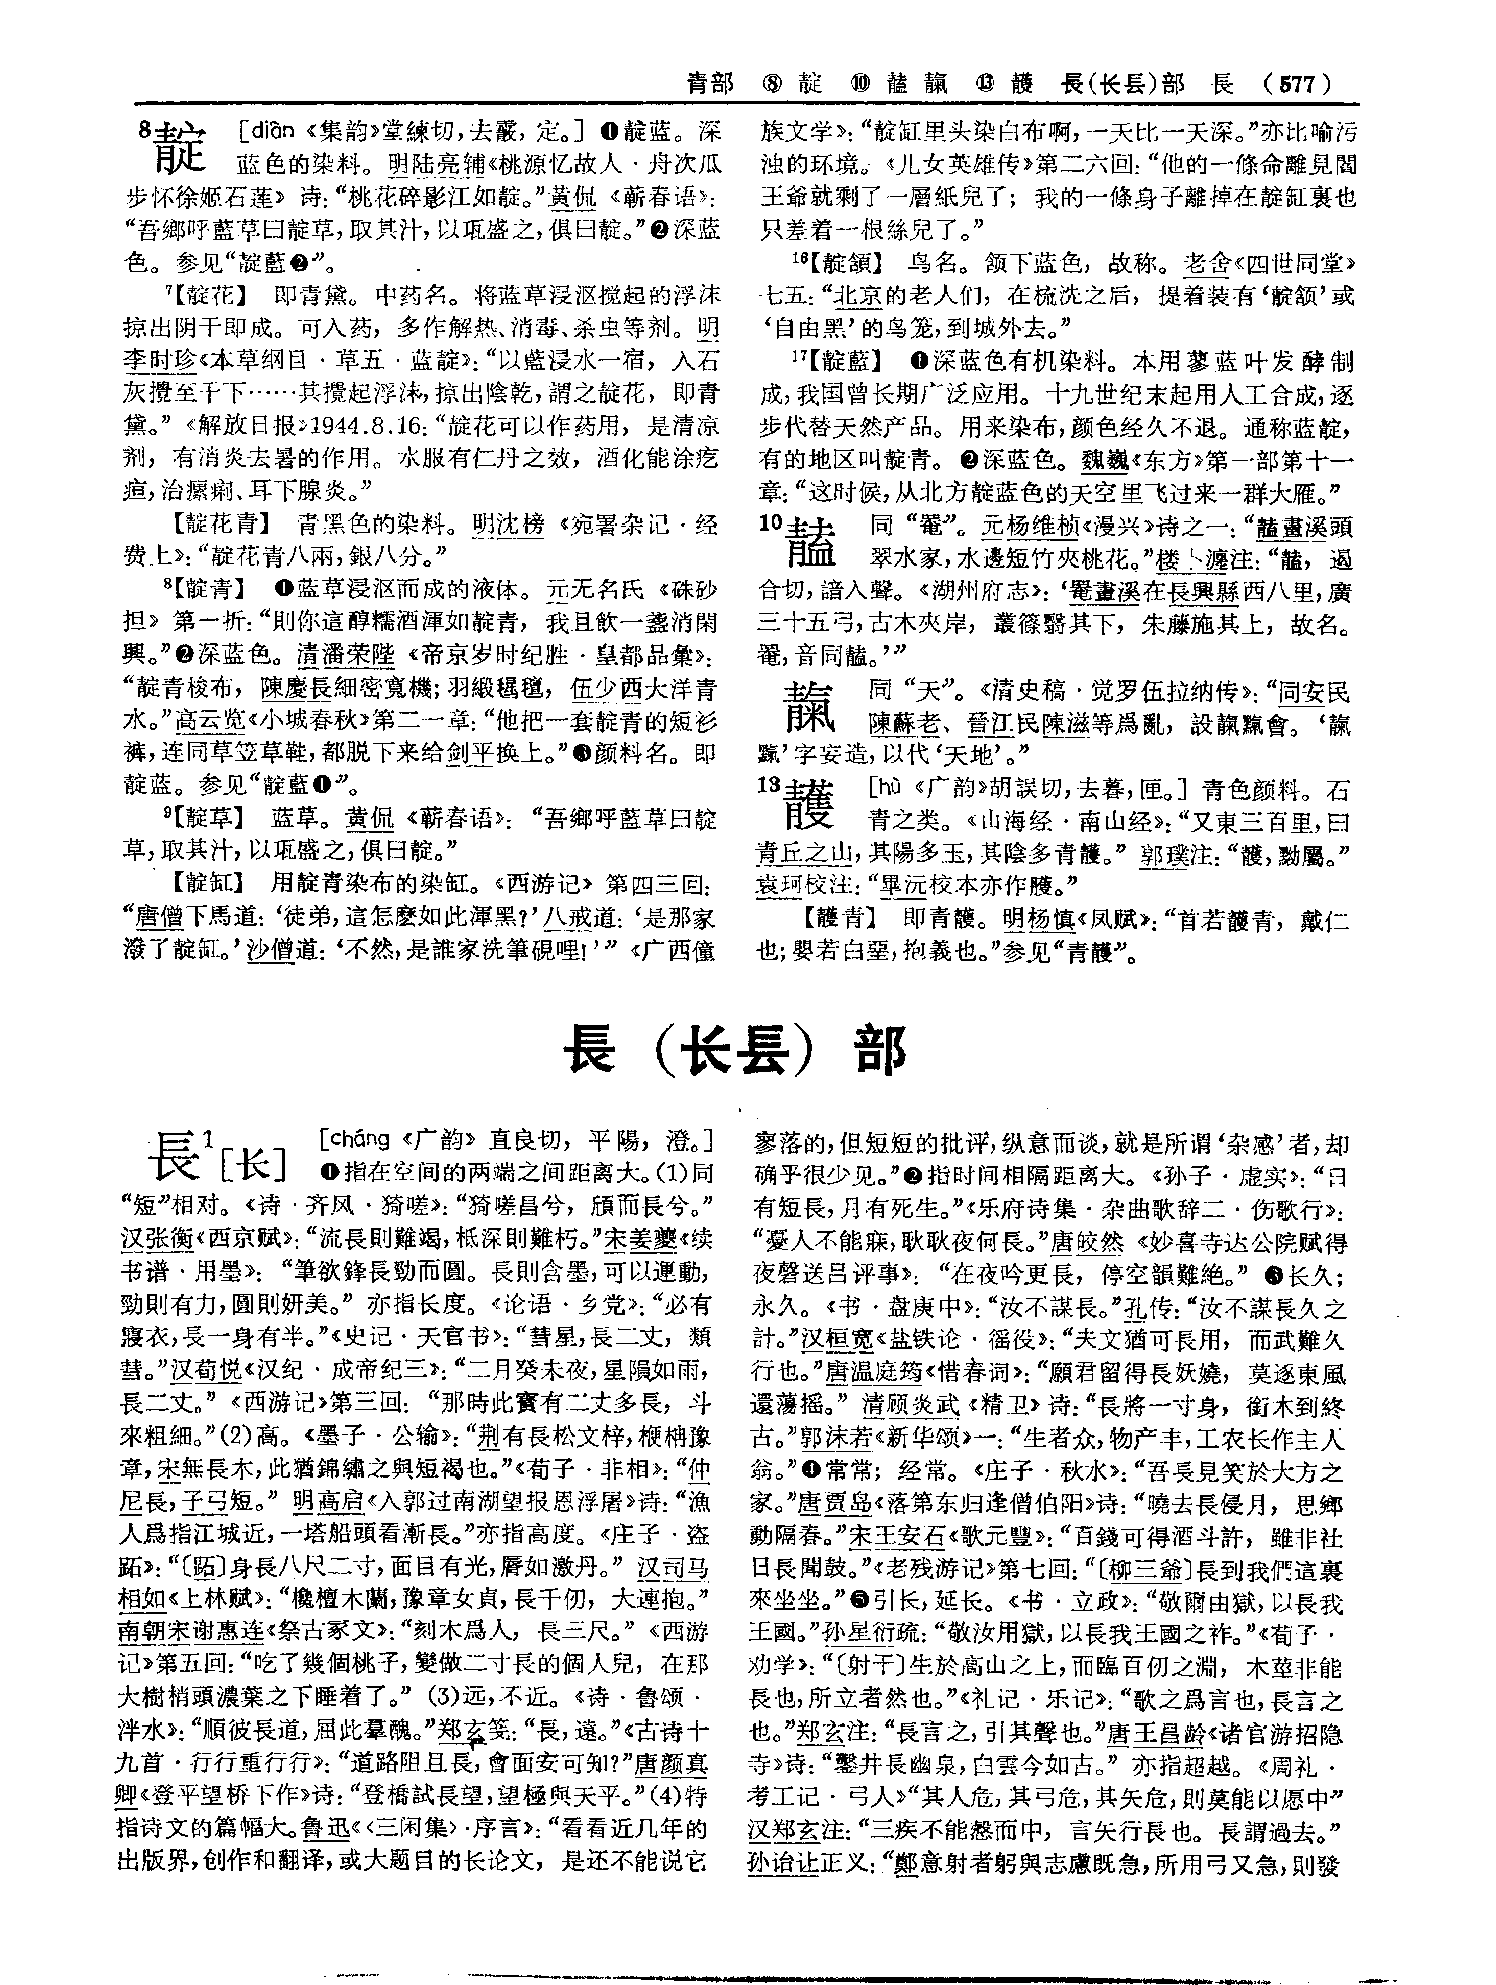 青部 ⑧ 靛 ⑩ 靔 ⑬ 頀 長(长镸)部 長 (577)
8靛 [diàn《集韵》堂練切,去霰,定。] ❶靛蓝。深
蓝色的染料。明陆亮辅《桃源忆故人·舟次瓜
步怀徐姬石莲》诗:“桃花碎影江如靛。”黄侃《蕲春语》:
“吾鄉呼藍草曰靛草,取其汁,以瓨盛之,俱曰靛。”❷深蓝
色。参见“靛藍❷”。
7【靛花】 即青黛。中药名。将蓝草浸沤搅起的浮沫
掠出阴干即成。可入药,多作解热、消毒、杀虫等剂。明
李时珍《本草纲目·草五·蓝靛》:“以藍浸水一宿,入石
灰攪至千下……其攪起浮沫,掠出陰乾,謂之靛花,即青
黛。”《解放日报》1944.8.16:“靛花可以作药用,是清凉
剂,有消炎去暑的作用。水服有仁丹之效,酒化能涂疙
疸,治瘰疬、耳下腺炎。”
【靛花青】 青黑色的染料。明沈榜《宛署杂记·经
费上》:“靛花青八兩,銀八分。”
8【靛青】 ❶蓝草浸沤而成的液体。元无名氏《硃砂
担》第一折:“則你這醇糯酒渾如靛青,我且飲一盞消閑
興。”❷深蓝色。清潘荣陛《帝京岁时纪胜·皇都品彙》:
“靛青梭布,陳慶長細密寬機;羽緞氆氌,伍少西大洋青
水。”高云览《小城春秋》第二一章:“他把一套靛青的短衫
裤,连同草笠草鞋,都脱下来给剑平换上。”❸颜料名。即
靛蓝。参见“靛藍❶”。
9【靛草】 蓝草。黄侃《蕲春语》:“吾鄉呼藍草曰靛
草,取其汁,以瓨盛之,俱曰靛。”
【靛缸】 用靛青染布的染缸。《西游记》第四三回:
“唐僧下馬道:‘徒弟,這怎麽如此渾黑?’八戒道:‘是那家
潑了靛缸。’沙僧道:‘不然,是誰家洗筆硯哩!’”《广西僮
族文学》:“靛缸里头染白布啊,一天比一天深。”亦比喻污
浊的环境。《儿女英雄传》第二六回:“他的一條命離見閻
王爺就剩了一層紙兒了;我的一條身子離掉在靛缸裏也
只差着一根絲兒了。”
16【靛頷】 鸟名。颔下蓝色,故称。老舍《四世同堂》
七五:“北京的老人们,在梳洗之后,提着装有‘靛颔’或
‘自由黑’的鸟笼,到城外去。”
17【靛藍】 ❶深蓝色有机染料。本用蓼蓝叶发酵制
成,我国曾长期广泛应用。十九世纪末起用人工合成,逐
步代替天然产品。用来染布,颜色经久不退。通称蓝靛,
有的地区叫靛青。❷深蓝色。魏巍《东方》第一部第十一
章:“这时候,从北方靛蓝色的天空里飞过来一群大雁。”
10 同“罨”。元杨维桢《漫兴》诗之一:“畫溪頭
翠水家,水邊短竹夾桃花。”楼卜瀍注:“遏
合切,諳入聲。《湖州府志》:‘罨畫溪在長興縣西八里,廣
三十五弓,古木夾岸,叢篠翳其下,朱藤施其上,故名。
罨,音同。’”
靝 同“天”。《清史稿·觉罗伍拉纳传》:“同安民
陳蘇老、晉江民陳滋等爲亂,設靝黫會。‘靝
黫’字妄造,以代‘天地’。”
13頀 [hù《广韵》胡誤切,去暮,匣。] 青色颜料。石
青之类。《山海经·南山经》:“又東三百里,曰
青丘之山,其陽多玉,其陰多青䨼。”郭璞注:“䨼,黝屬。”
袁珂校注:“畢沅校本亦作雘。”
【䨼青】 即青䨼。明杨慎《凤赋》:“首若䨼青,戴仁
也;嬰若白堊,抱義也。”参见“青䨼”。
長(长镸)部
長1[长] [cháng《广韵》直良切,平陽,澄。]
❶指在空间的两端之间距离大。(1)同
“短”相对。《诗·齐风·猗嗟》:“猗嗟昌兮,頎而長兮。”
汉张衡《西京赋》:“流長則難竭,柢深則難朽。”宋姜夔《续
书谱·用墨》:“筆欲鋒長勁而圓。長則含墨,可以運動,
勁則有力,圓則妍美。”亦指长度。《论语·乡党》:“必有
寢衣,長一身有半。”《史记·天官书》:“彗星,長二丈,類
彗。”汉荀悦《汉纪·成帝纪三》:“二月癸未夜,星隕如雨,
長二丈。”《西游记》第三回:“那時此寶有二丈多長,斗
來粗細。”(2)高。《墨子·公输》:“荆有長松文梓,楩枏豫
章,宋無長木,此猶錦繡之與短褐也。”《荀子·非相》:“仲
尼長,子弓短。”明高启《入郭过南湖望报恩浮屠》诗:“漁
人爲指江城近,一塔船頭看漸長。”亦指高度。《庄子·盗
跖》:“〔跖〕身長八尺二寸,面目有光,脣如激丹。”汉司马
相如《上林赋》:“欃檀木蘭,豫章女貞,長千仞,大連抱。”
南朝宋谢惠连《祭古冢文》:“刻木爲人,長三尺。”《西游
记》第五回:“吃了幾個桃子,變做二寸長的個人兒,在那
大樹梢頭濃葉之下睡着了。”(3)远,不近。《诗·鲁颂·
泮水》:“順彼長道,屈此羣醜。”郑玄笺:“長,遠。”《古诗十
九首·行行重行行》:“道路阻且長,會面安可知?”唐颜真
卿《登平望桥下作》诗:“登橋試長望,望極與天平。”(4)特
指诗文的篇幅大。鲁迅《〈三闲集〉·序言》:“看看近几年的
出版界,创作和翻译,或大题目的长论文,是还不能说它
寥落的,但短短的批评,纵意而谈,就是所谓‘杂感’者,却
确乎很少见。”❷指时间相隔距离大。《孙子·虚实》:“日
有短長,月有死生。”《乐府诗集·杂曲歌辞二·伤歌行》:
“憂人不能寐,耿耿夜何長。”唐皎然《妙喜寺达公院赋得
夜磬送吕评事》:“在夜吟更長,停空韻難絶。”❸长久;
永久。《书·盘庚中》:“汝不謀長。”孔传:“汝不謀長久之
計。”汉桓宽《盐铁论·徭役》:“夫文猶可長用,而武難久
行也。”唐温庭筠《惜春词》:“願君留得長妖嬈,莫逐東風
還蕩摇。”清顾炎武《精卫》诗:“長將一寸身,銜木到終
古。”郭沫若《新华颂》一:“生者众,物产丰,工农长作主人
翁。”❹常常;经常。《庄子·秋水》:“吾長見笑於大方之
家。”唐贾岛《落第东归逢僧伯阳》诗:“曉去長侵月,思鄉
動隔春。”宋王安石《歌元豐》:“百錢可得酒斗許,雖非社
日長聞鼓。”《老残游记》第七回:“〔柳三爺〕長到我們這裏
來坐坐。”❺引长,延长。《书·立政》:“敬爾由獄,以長我
王國。”孙星衍疏:“敬汝用獄,以長我王國之祚。”《荀子·
劝学》:“〔射干〕生於高山之上,而臨百仞之淵,木莖非能
長也,所立者然也。”《礼记·乐记》:“歌之爲言也,長言之
也。”郑玄注:“長言之,引其聲也。”唐王昌龄《诸官游招隐
寺》诗:“鑿井長幽泉,白雲今如古。”亦指超越。《周礼·
考工记·弓人》“其人危,其弓危,其矢危,則莫能以愿中”
汉郑玄注:“三疾不能愨而中,言矢行長也。長謂過去。”
孙诒让正义:“鄭意射者躬與志慮既急,所用弓又急,則發